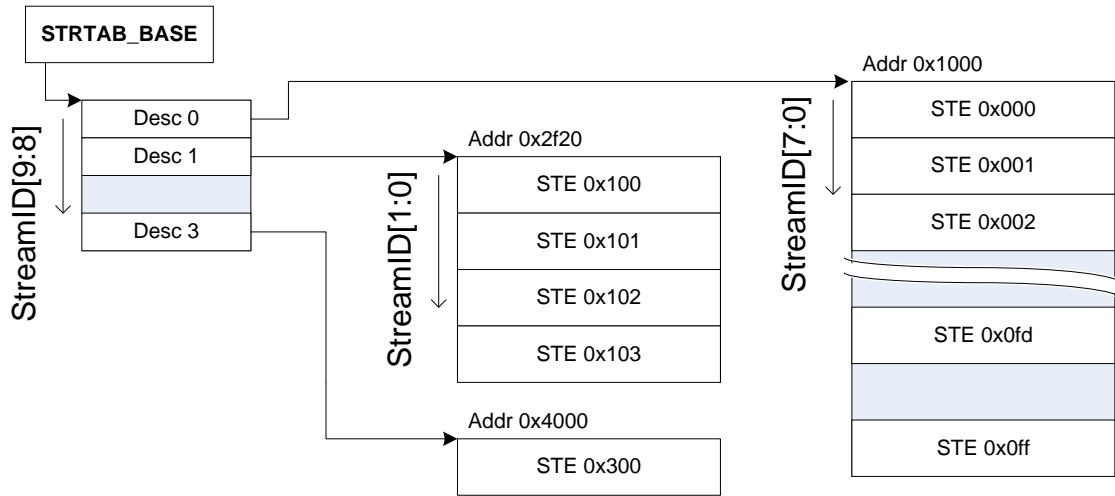 STRTAB_BASE
StreamID[9:8]
Desc 0
Desc 1
Desc 3
Addr 0x2f20
StreamID[1:0]
STE 0x100
STE 0x101
STE 0x102
STE 0x103
Addr 0x4000
STE 0x300
Addr 0x1000
StreamID[7:0]
STE 0x000
STE 0x001
STE 0x002
STE 0x0fd
STE 0x0ff